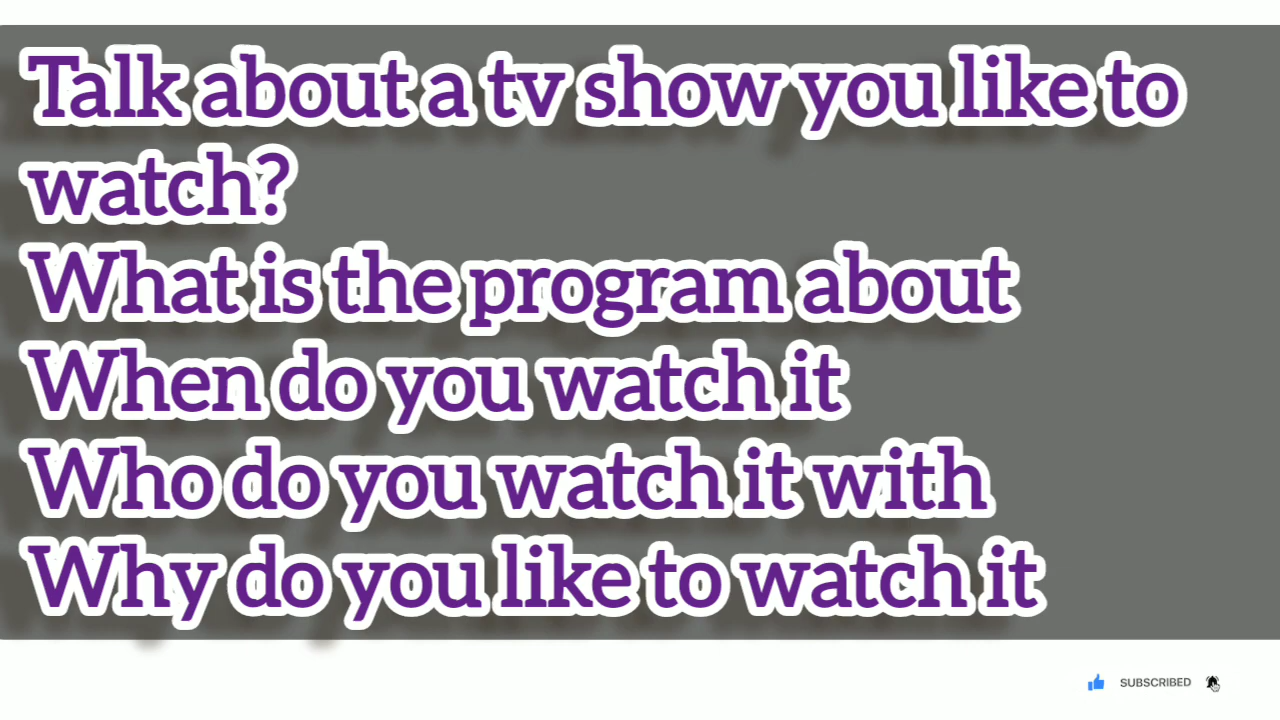 Talk about a tv show you like to
watch?
What is the program about
When do you watch it
Who do you watch it with
Why do you like to watch it
SUBSCRIBED